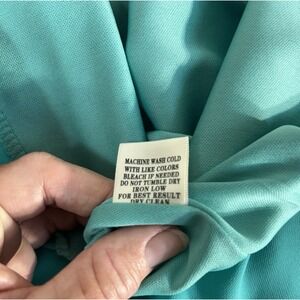 MACHINE WASH COLD
WITH LIKE COLORS
BLEACH IF NEEDED
DO NOT TUMBLE DRY
IRON LOW
FOR BEST RESULT
DRY CLEAN